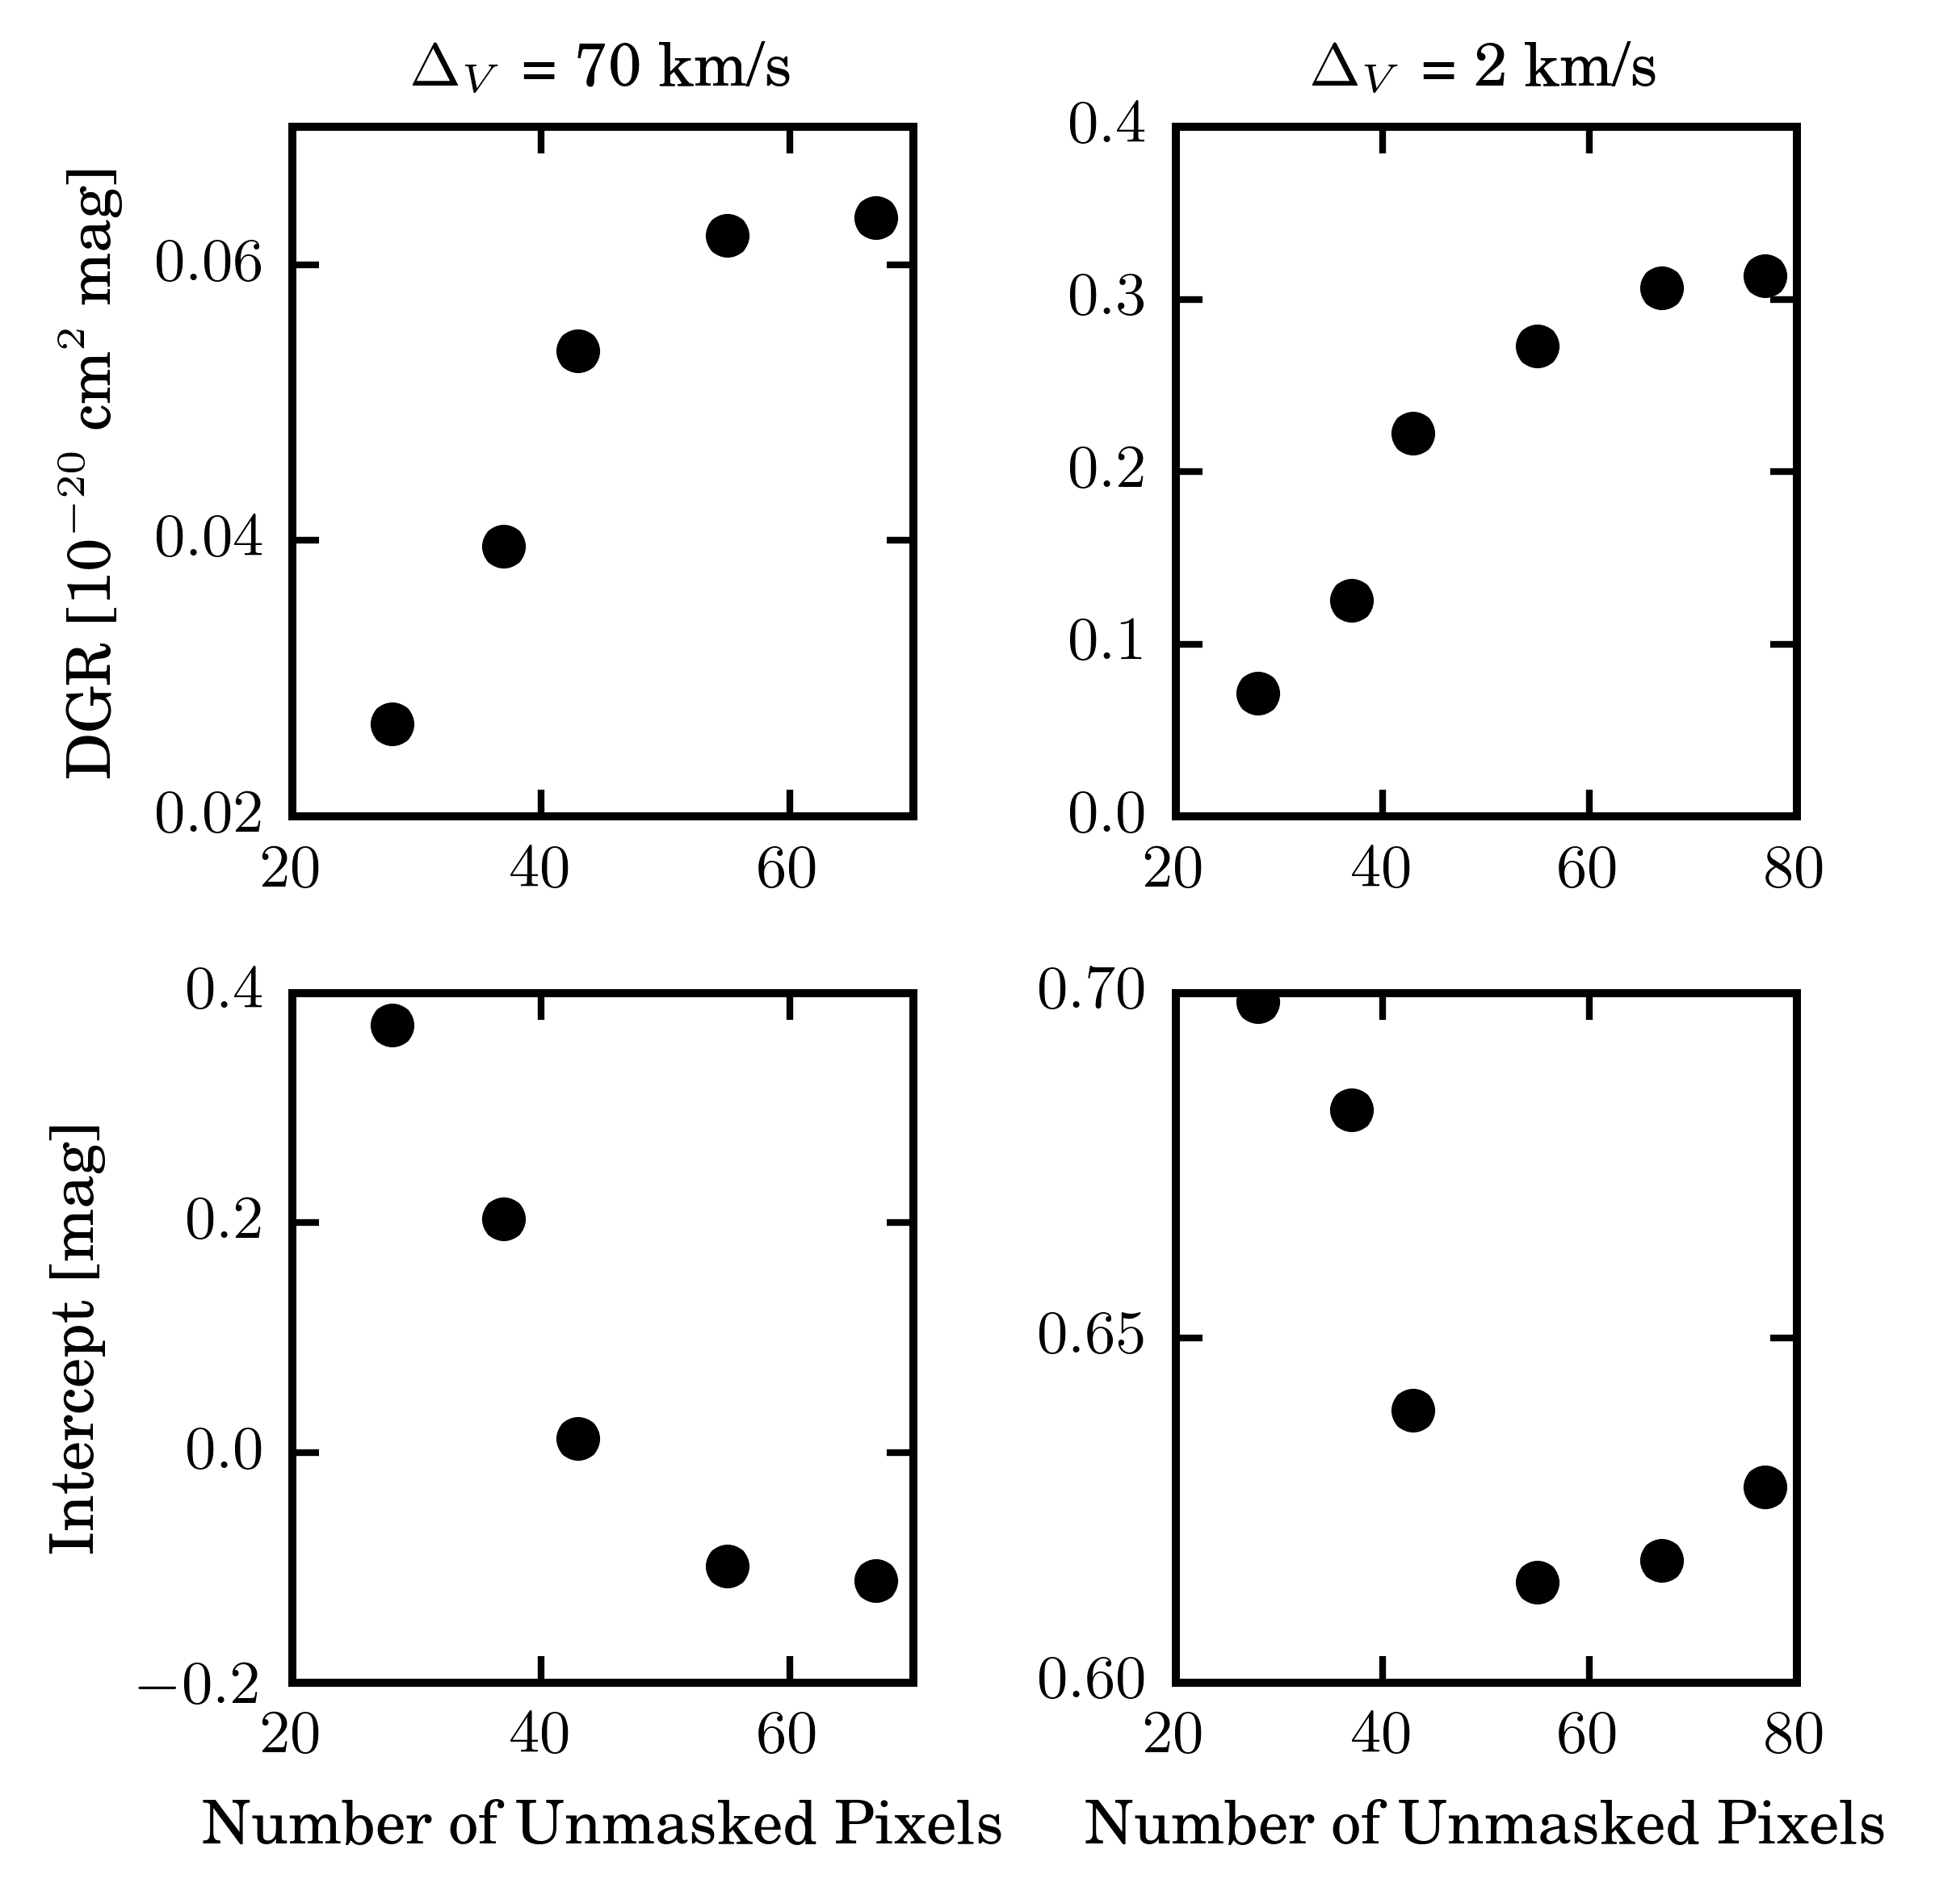 Δ_V = 70 km/s
Δ_V = 2 km/s
DGR [10⁻²⁰ cm² mag]
0.06
0.04
0.02
20 40 60
0.4
0.3
0.2
0.1
0.0
20 40 60 80
Intercept [mag]
0.4
0.2
0.0
−0.2
20 40 60
Number of Unmasked Pixels
0.70
0.65
0.60
20 40 60 80
Number of Unmasked Pixels